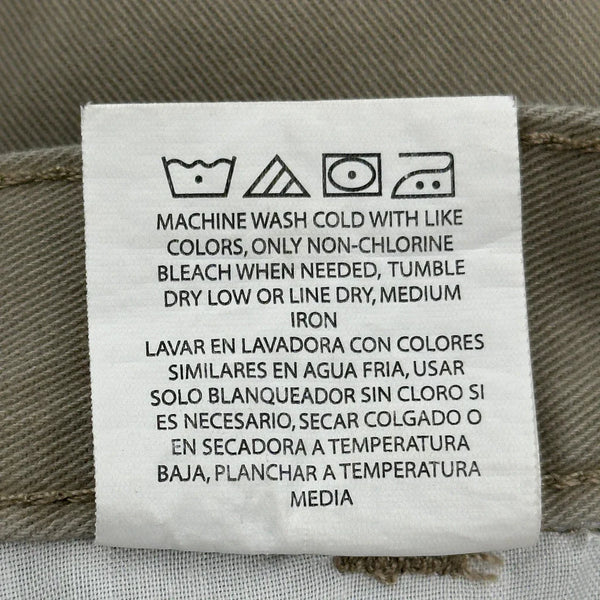 MACHINE WASH COLD WITH LIKE
COLORS, ONLY NON-CHLORINE
BLEACH WHEN NEEDED, TUMBLE
DRY LOW OR LINE DRY, MEDIUM
IRON
LAVAR EN LAVADORA CON COLORES
SIMILARES EN AGUA FRIA, USAR
SOLO BLANQUEADOR SIN CLORO SI
ES NECESARIO, SECAR COLGADO O
EN SECADORA A TEMPERATURA
BAJA, PLANCHAR A TEMPERATURA
MEDIA